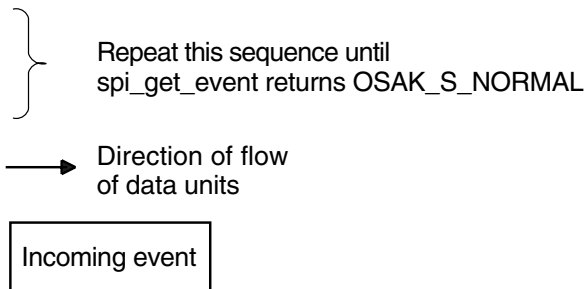 Repeat this sequence until
spi_get_event returns OSAK_S_NORMAL
Direction of flow
of data units
Incoming event